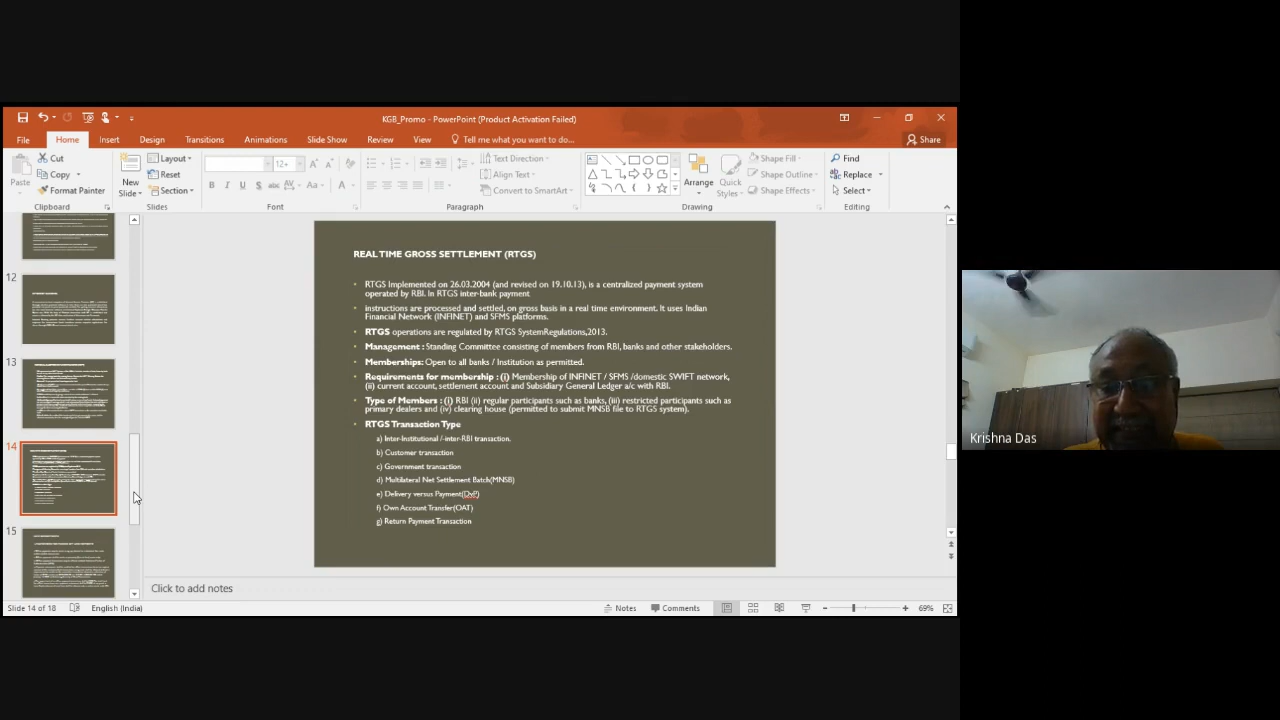 KGB_Promo - PowerPoint (Product Activation Failed)
File Home Insert Design Transitions Animations Slide Show Review View Tell me what you want to do... Share
Paste
Cut
Copy
Format Painter
Clipboard
New Slide
Layout
Reset
Section
Slides
12+
B I U S abc AV Aa A
Font
Text Direction
Align Text
Convert to SmartArt
Paragraph
Arrange
Quick Styles
Shape Fill
Shape Outline
Shape Effects
Drawing
Find
Replace
Select
Editing
12
13
14
15
REAL TIME GROSS SETTLEMENT (RTGS)
• RTGS Implemented on 26.03.2004 (and revised on 19.10.13), is a centralized payment system
operated by RBI. In RTGS inter-bank payment
• instructions are processed and settled, on gross basis in a real time environment. It uses Indian
Financial Network (INFINET) and SFMS platforms.
• RTGS operations are regulated by RTGS SystemRegulations,2013.
• Management : Standing Committee consisting of members from RBI, banks and other stakeholders.
• Memberships: Open to all banks / Institution as permitted.
• Requirements for membership : (i) Membership of INFINET / SFMS /domestic SWIFT network,
(ii) current account, settlement account and Subsidiary General Ledger a/c with RBI.
• Type of Members : (i) RBI (ii) regular participants such as banks, (iii) restricted participants such as
primary dealers and (iv) clearing house (permitted to submit MNSB file to RTGS system).
• RTGS Transaction Type
a) Inter-Institutional /-inter-RBI transaction.
b) Customer transaction
c) Government transaction
d) Multilateral Net Settlement Batch(MNSB)
e) Delivery versus Payment(DvP)
f) Own Account Transfer(OAT)
g) Return Payment Transaction
Click to add notes
Slide 14 of 18 English (India) Notes Comments 69%
Krishna Das